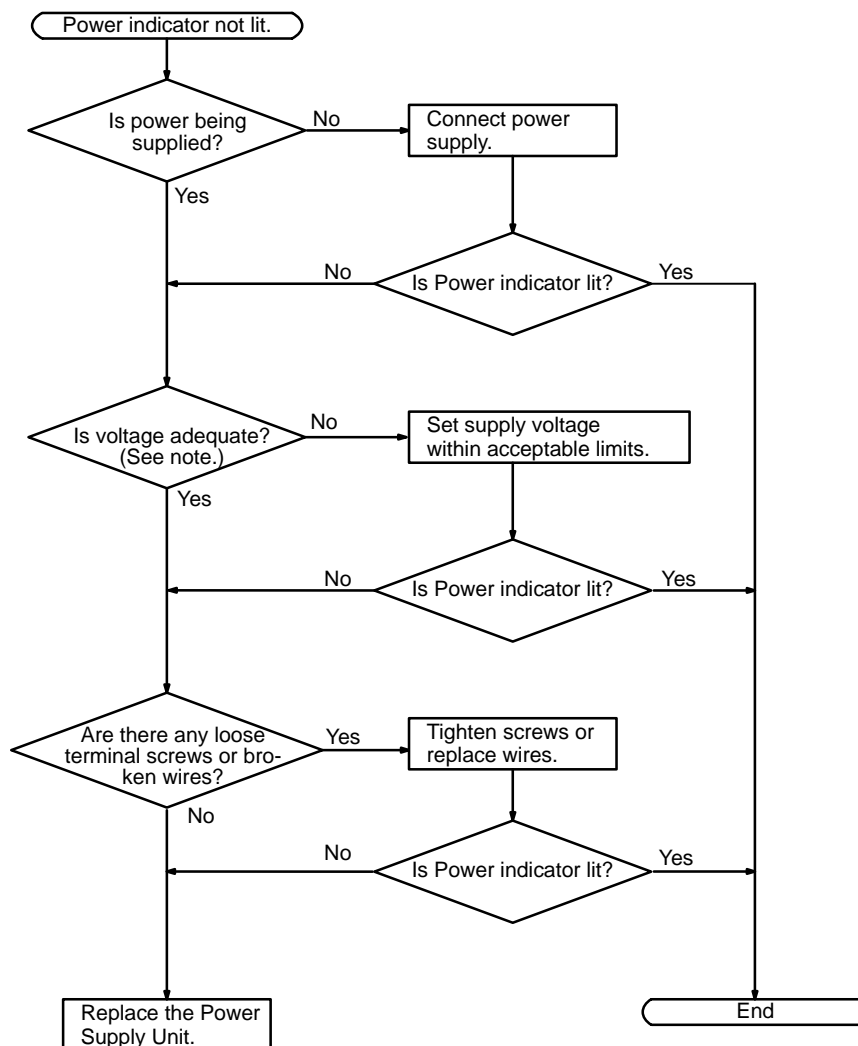 Power indicator not lit.
Is power being
supplied?
No
Connect power
supply.
Yes
No
Is Power indicator lit?
Yes
Is voltage adequate?
(See note.)
No
Set supply voltage
within acceptable limits.
Yes
No
Is Power indicator lit?
Yes
Are there any loose
terminal screws or bro-
ken wires?
Yes
Tighten screws or
replace wires.
No
No
Is Power indicator lit?
Yes
Replace the Power
Supply Unit.
End